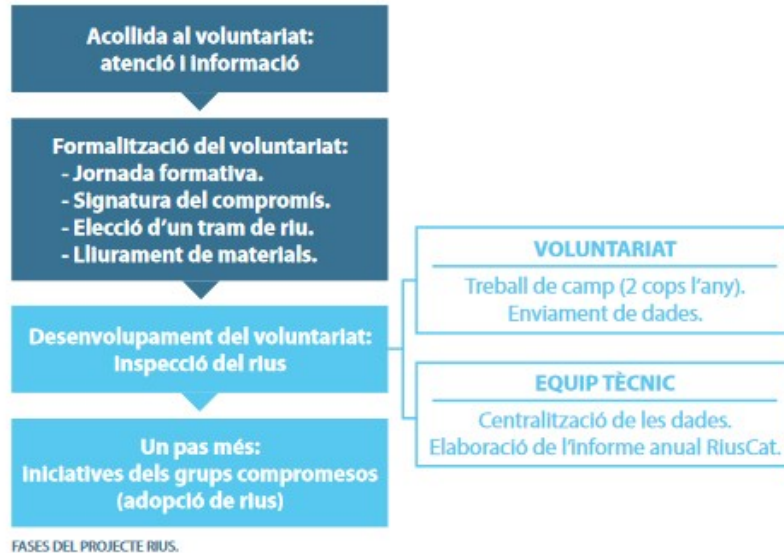 Acollida al voluntariat:
atenció i informació
Formalització del voluntariat:
- Jornada formativa.
- Signatura del compromís.
- Elecció d'un tram de riu.
- Lliurament de materials.
Desenvolupament del voluntariat:
inspecció del rius
VOLUNTARIAT
Treball de camp (2 cops l'any).
Enviament de dades.
EQUIP TÈCNIC
Centralització de les dades.
Elaboració de l'informe anual RiusCat.
Un pas més:
iniciatives dels grups compromesos
(adopció de rius)
FASES DEL PROJECTE RIUS.